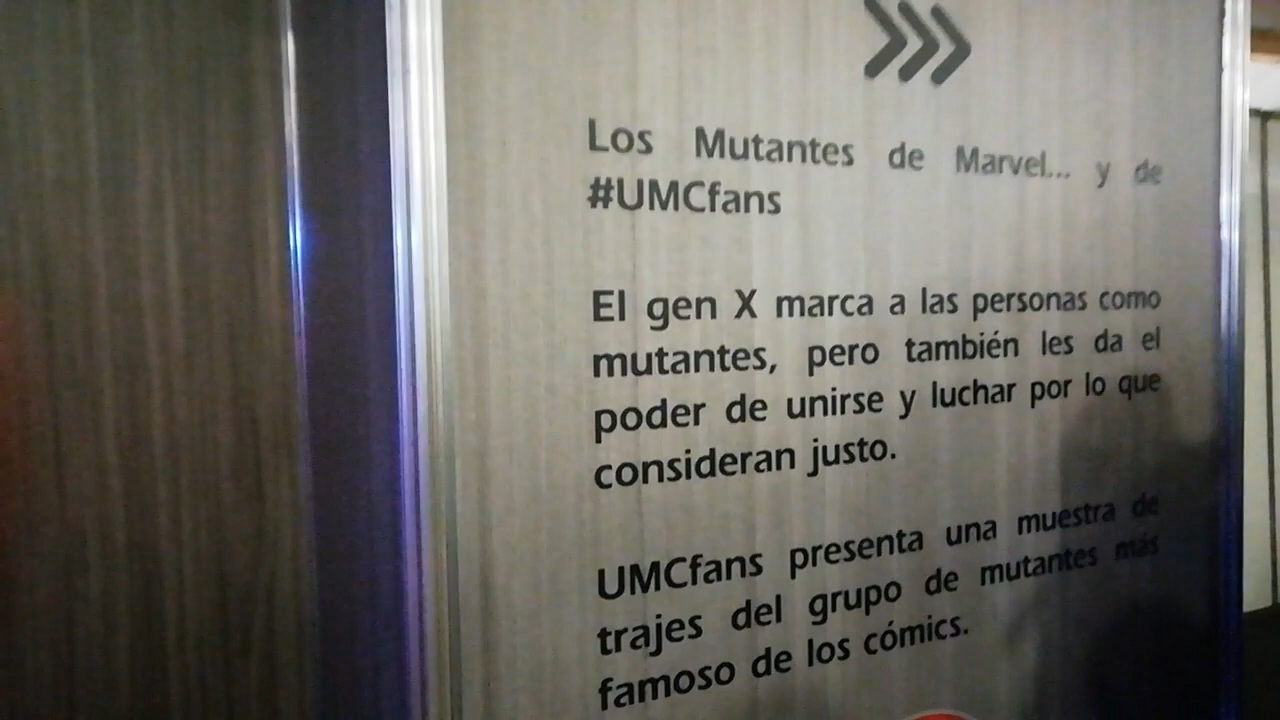 Los Mutantes de Marvel... y de
#UMCfans
El gen X marca a las personas como
mutantes, pero también les da el
poder de unirse y luchar por lo que
consideran justo.
UMCfans presenta una muestra de
trajes del grupo de mutantes más
famoso de los cómics.